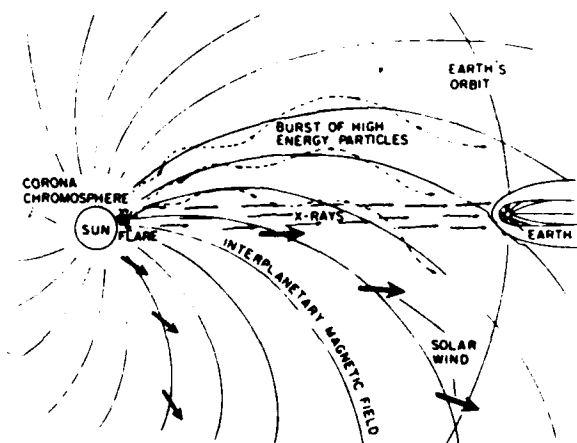 EARTH'S
ORBIT
BURST OF HIGH
ENERGY PARTICLES
CORONA
CHROMOSPHERE
X-RAYS
SUN
FLARE
EARTH
INTERPLANETARY MAGNETIC FIELD
SOLAR
WIND